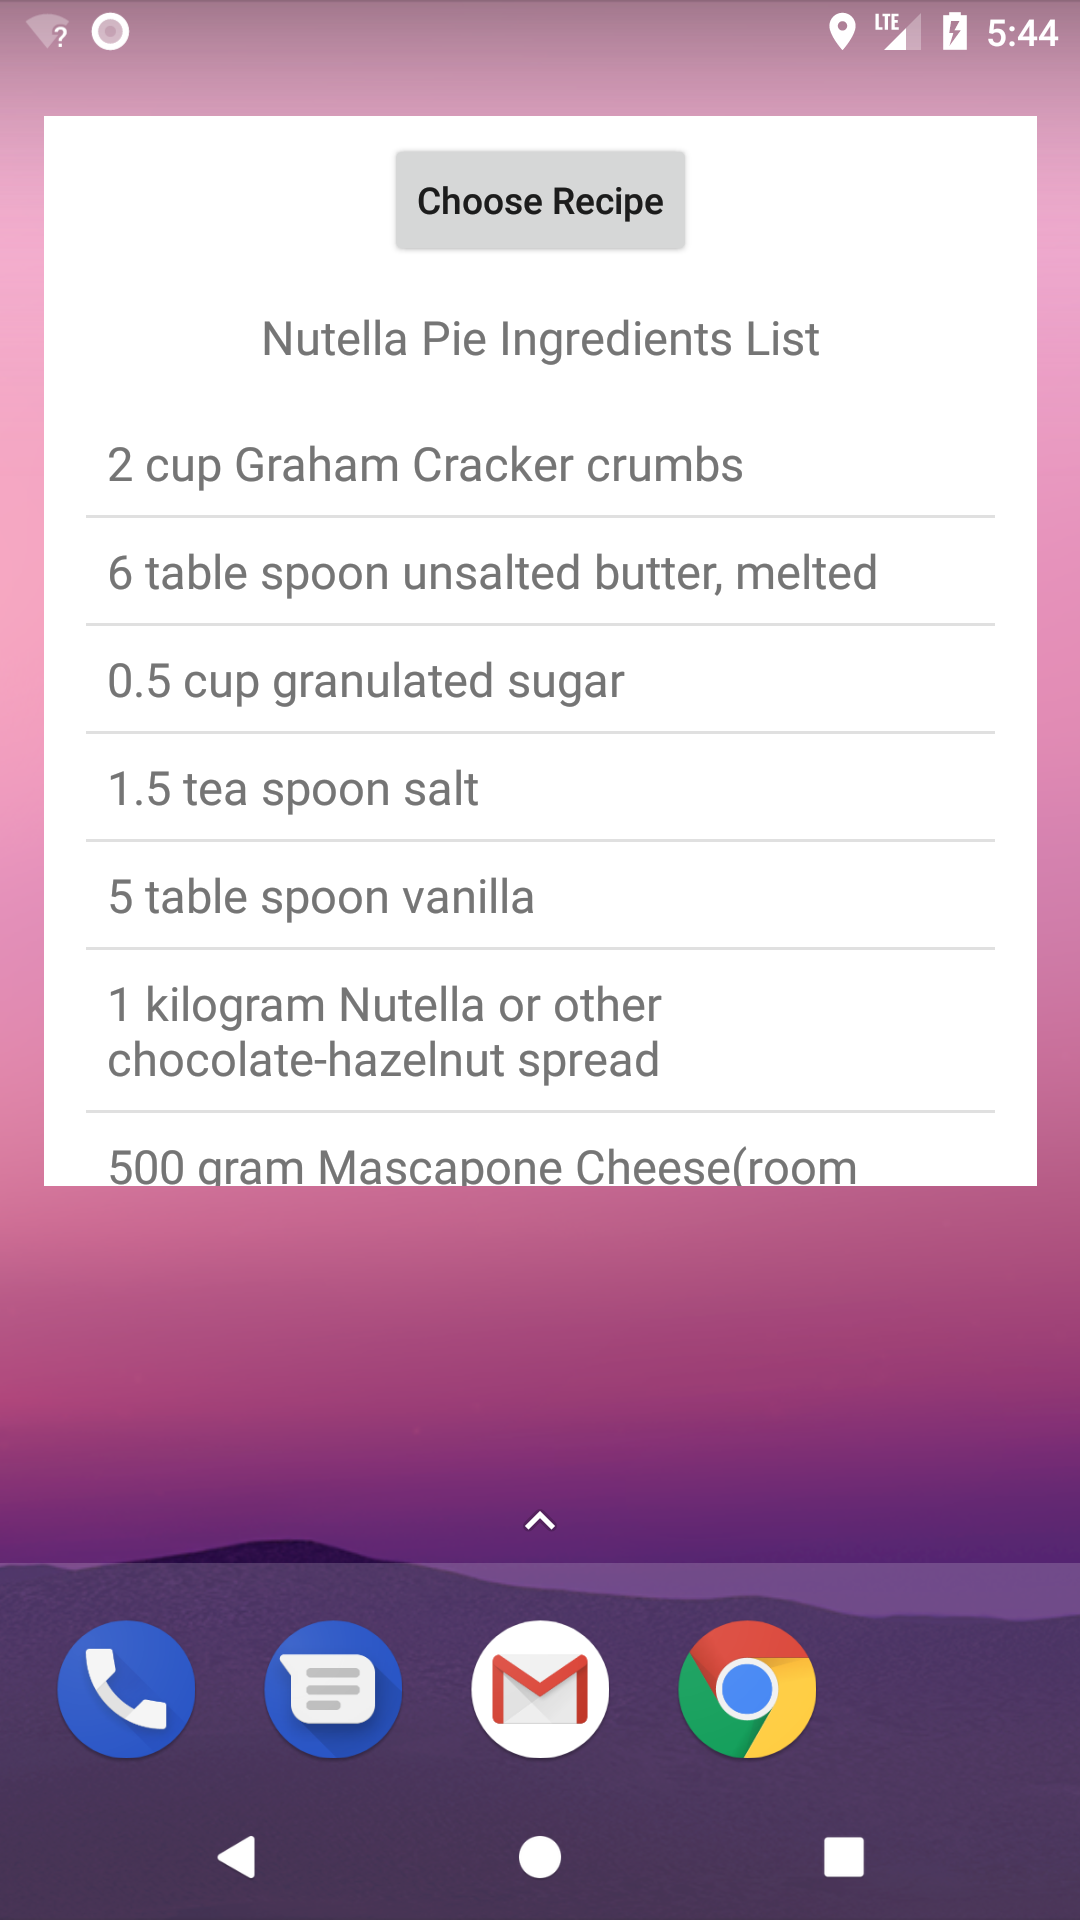 ? LTE 5:44
Choose Recipe
Nutella Pie Ingredients List
2 cup Graham Cracker crumbs
6 table spoon unsalted butter, melted
0.5 cup granulated sugar
1.5 tea spoon salt
5 table spoon vanilla
1 kilogram Nutella or other
chocolate-hazelnut spread
500 gram Mascapone Cheese(room